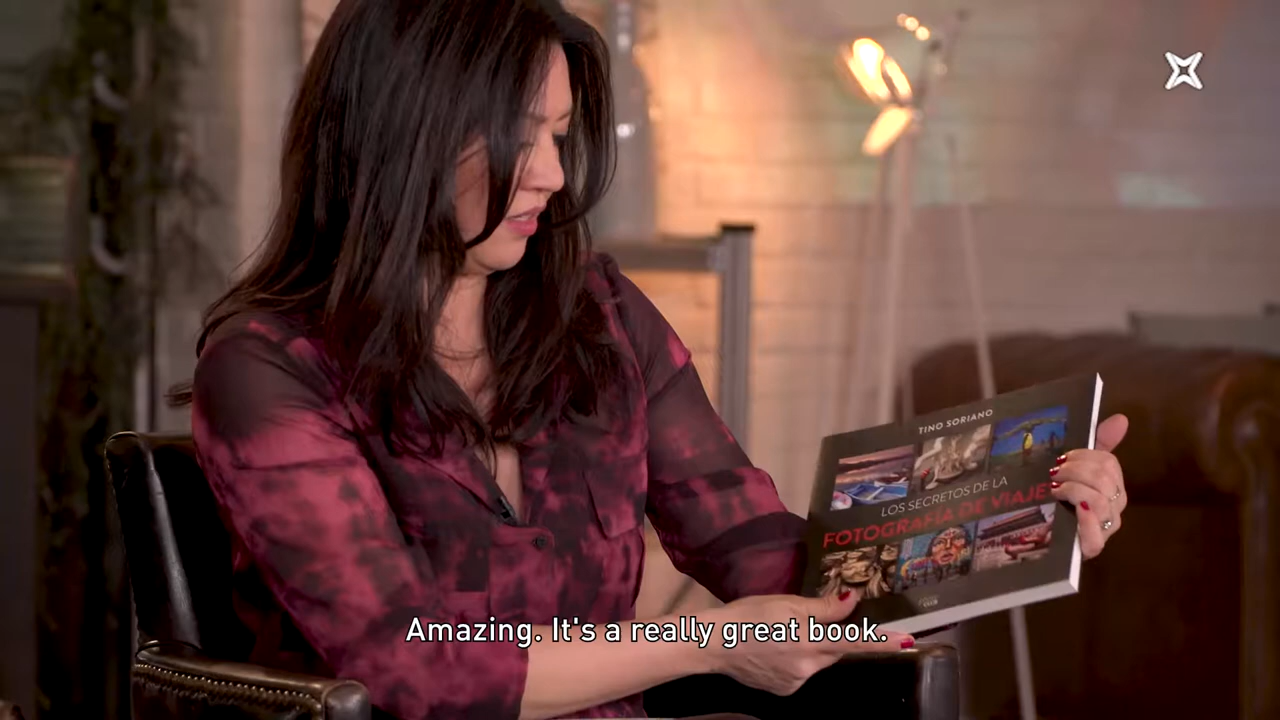 TINO SORIANO
LOS SECRETOS DE LA
FOTOGRAFÍA DE VIAJE
Amazing. It's a really great book.